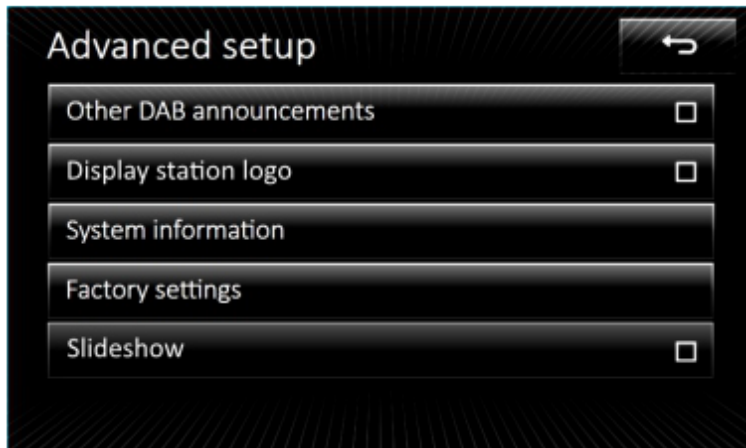 Advanced setup
Other DAB announcements
Display station logo
System information
Factory settings
Slideshow